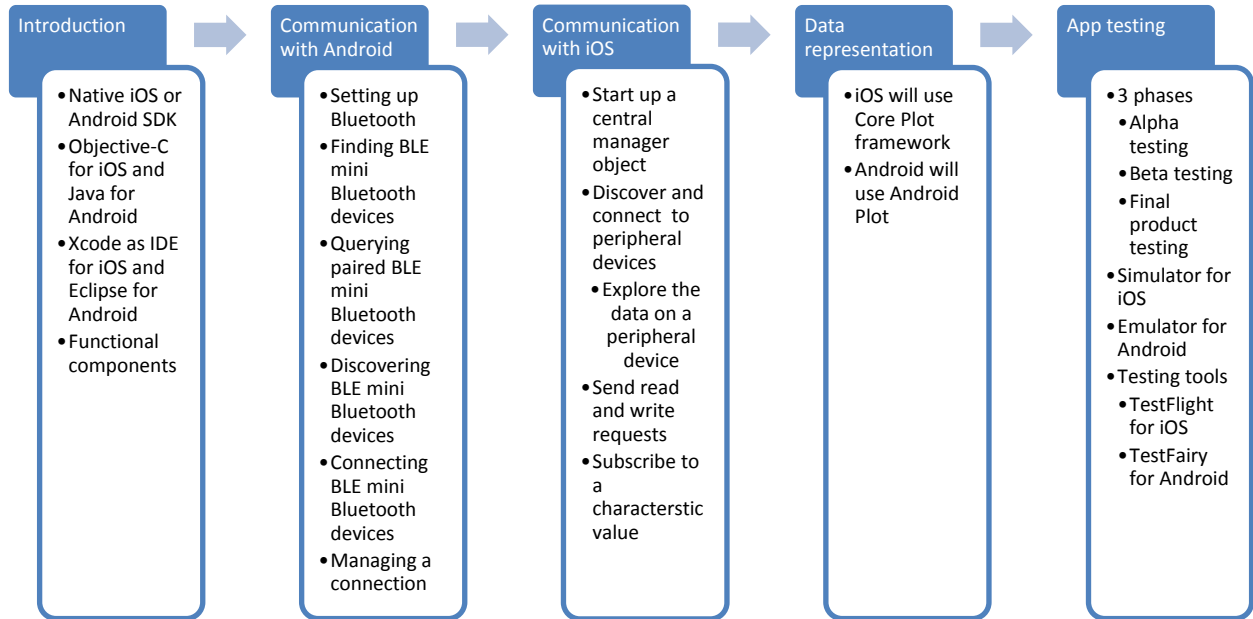 Introduction
•Native iOS or
Android SDK
•Objective-C
for iOS and
Java for
Android
•Xcode as IDE
for iOS and
Eclipse for
Android
•Functional
components
Communication
with Android
•Setting up
Bluetooth
•Finding BLE
mini
Bluetooth
devices
•Querying
paired BLE
mini
Bluetooth
devices
•Discovering
BLE mini
Bluetooth
devices
•Connecting
BLE mini
Bluetooth
devices
•Managing a
connection
Communication
with iOS
•Start up a
central
manager
object
•Discover and
connect to
peripheral
devices
•Explore the
data on a
peripheral
device
•Send read
and write
requests
•Subscribe to
a
characterstic
value
Data
representation
•iOS will use
Core Plot
framework
•Android will
use Android
Plot
App testing
•3 phases
•Alpha
testing
•Beta testing
•Final
product
testing
•Simulator for
iOS
•Emulator for
Android
•Testing tools
•TestFlight
for iOS
•TestFairy
for Android